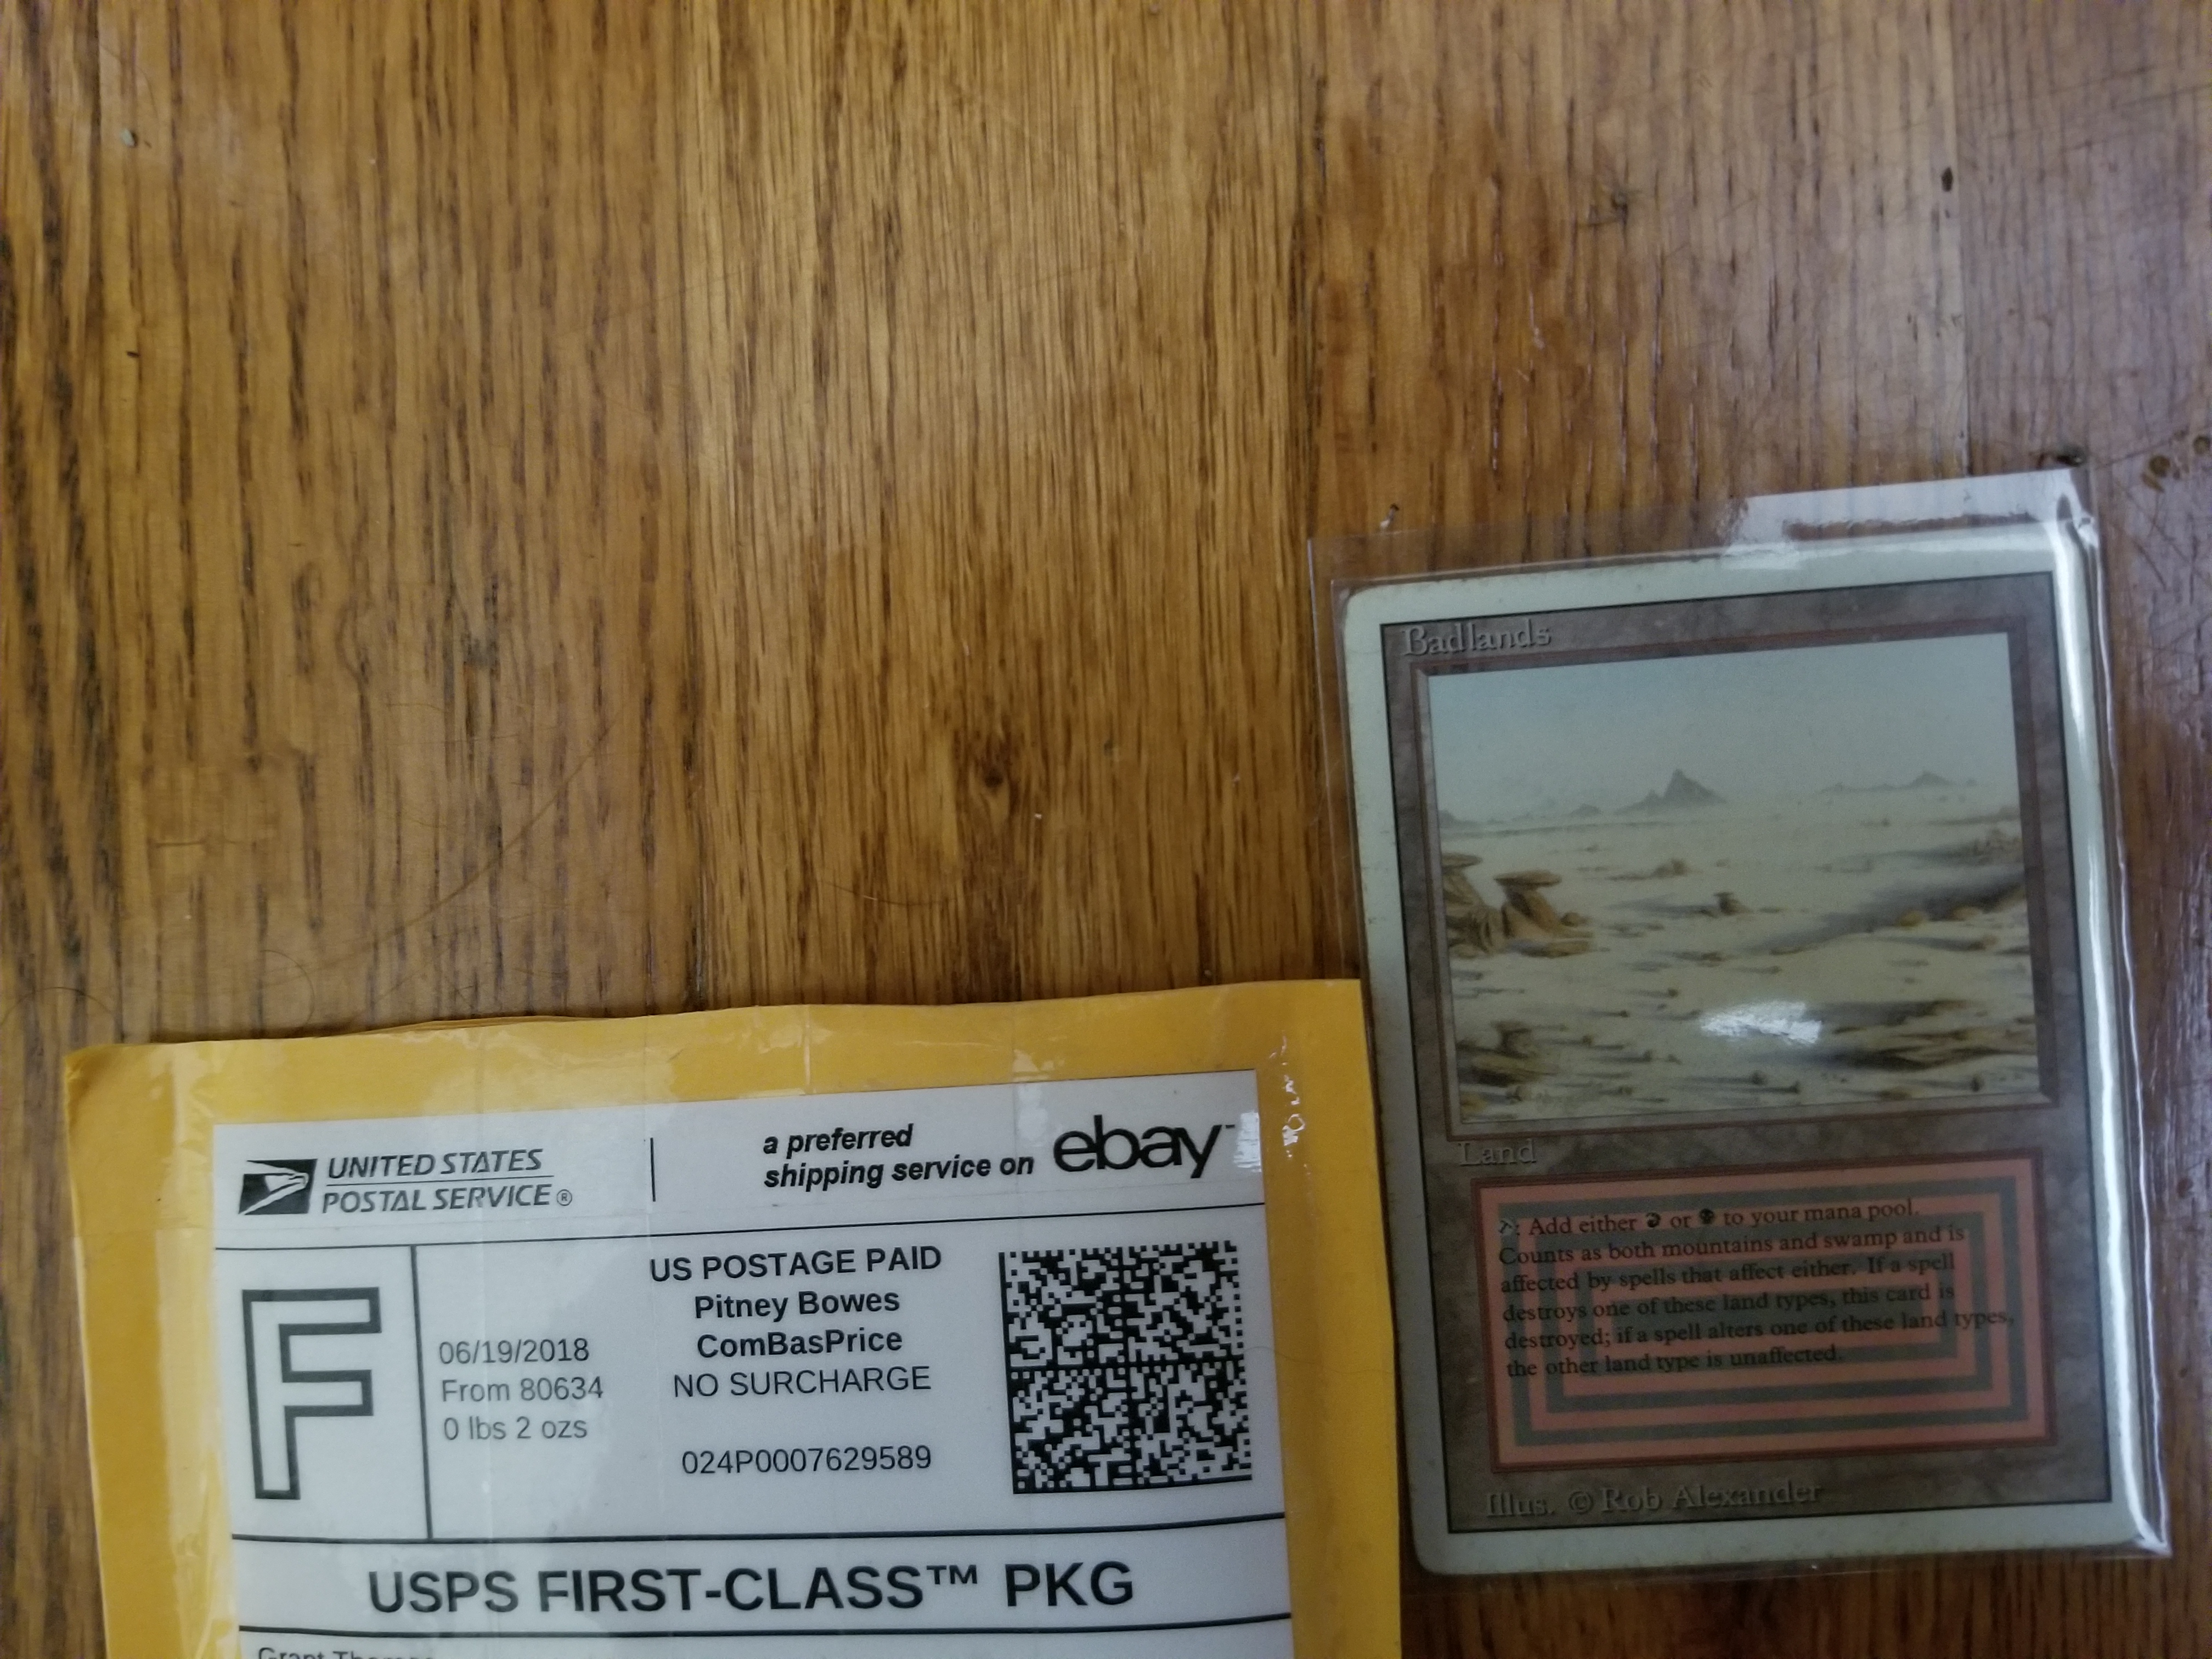 UNITED STATES
POSTAL SERVICE®
a preferred
shipping service on ebay™
F
06/19/2018
From 80634
0 lbs 2 ozs
US POSTAGE PAID
Pitney Bowes
ComBasPrice
NO SURCHARGE
024P0007629589
USPS FIRST-CLASS™ PKG
Grant
Badlands
Land
: Add either or to your mana pool.
Counts as both mountains and swamp and is
affected by spells that affect either. If a spell
destroys one of these land types, this card is
destroyed; if a spell alters one of these land types,
the other land type is unaffected.
Illus. © Rob Alexander